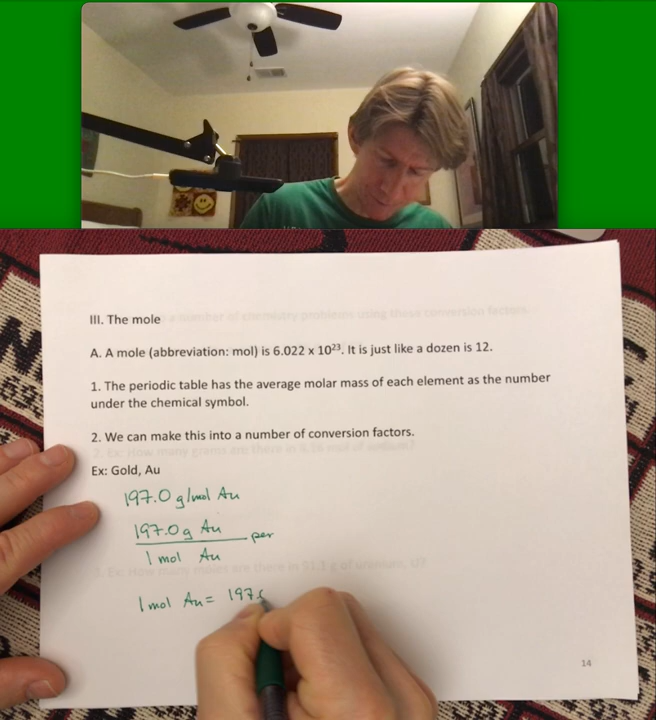 III. The mole
A. A mole (abbreviation: mol) is 6.022 x 10²³. It is just like a dozen is 12.
1. The periodic table has the average molar mass of each element as the number
under the chemical symbol.
2. We can make this into a number of conversion factors.
Ex: Gold, Au
197.0 g/mol Au
197.0 g Au
per
1 mol Au
1 mol Au = 197.
14